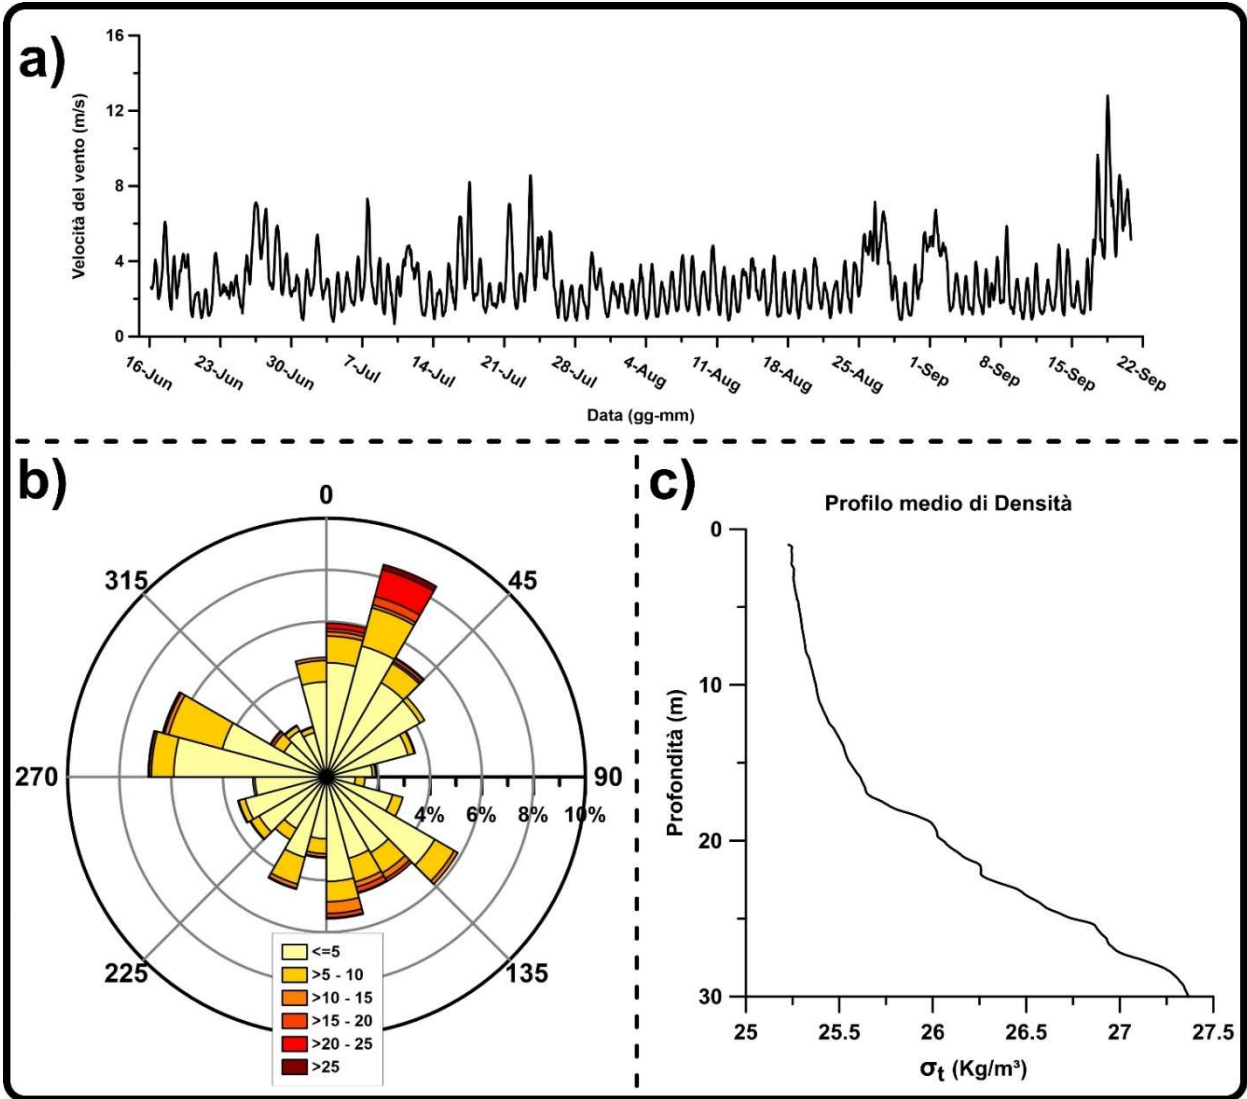 a)
Velocità del vento (m/s)
16
12
8
4
0
16-Jun 23-Jun 30-Jun 7-Jul 14-Jul 21-Jul 28-Jul 4-Aug 11-Aug 18-Aug 25-Aug 1-Sep 8-Sep 15-Sep 22-Sep
Data (gg-mm)
b)
0
315 45
270 90
4% 6% 8% 10%
225 135
<=5
>5 - 10
>10 - 15
>15 - 20
>20 - 25
>25
c)
Profilo medio di Densità
Profondità (m)
0
10
20
30
25 25.5 26 26.5 27 27.5
σt (Kg/m³)